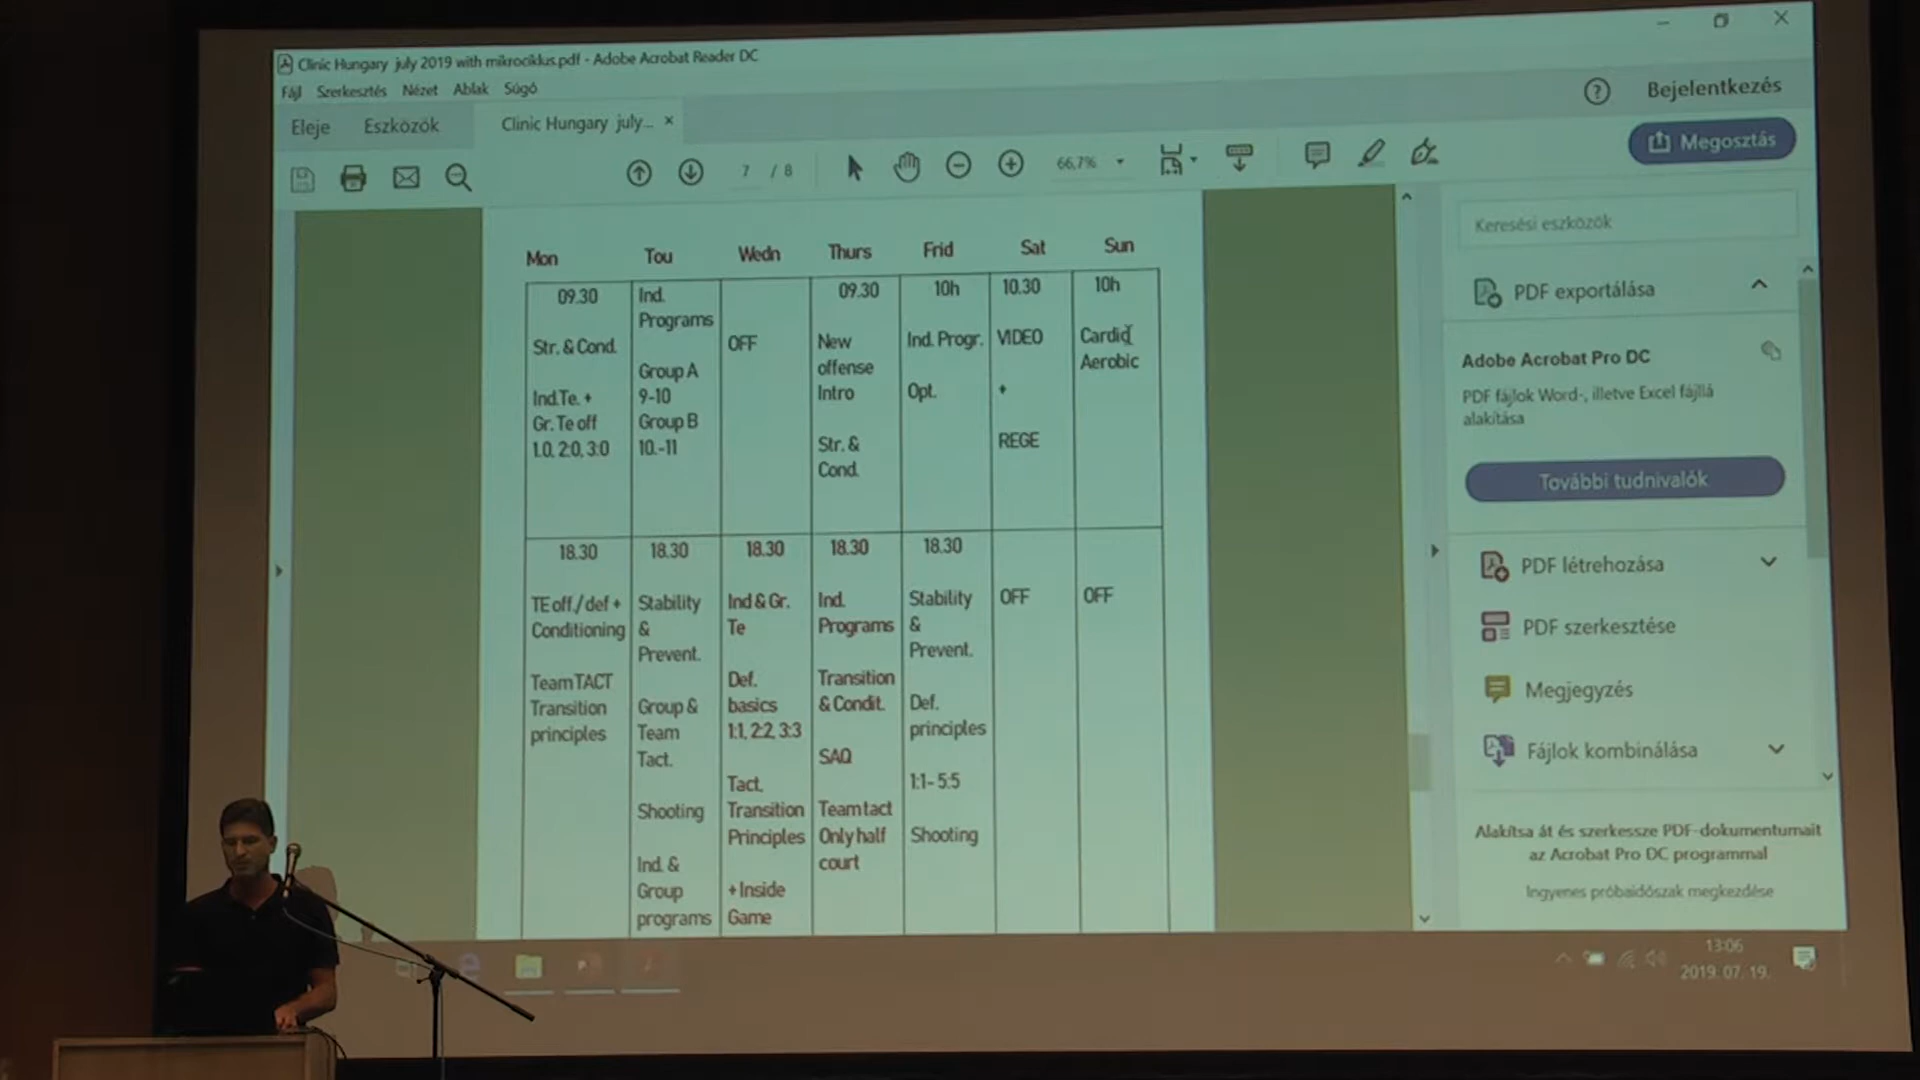 Clinic Hungary july 2019 with mikrociklus.pdf - Adobe Acrobat Reader DC
Fájl Szerkesztés Nézet Ablak Súgó
Bejelentkezés
Eleje Eszközök Clinic Hungary july... ×
Megosztás
7 / 8 66,7%
Mon Tou Wedn Thurs Frid Sat Sun
09.30
Str. & Cond.
Ind.Te. +
Gr. Te off
1:0, 2:0, 3:0
Ind.
Programs
Group A
9-10
Group B
10.-11
OFF
09.30
New
offense
Intro
Str. &
Cond.
10h
Ind. Progr.
Opt.
10.30
VIDEO
+
REGE
10h
Cardio
Aerobic
18.30
TE off./def +
Conditioning
Team TACT
Transition
principles
18.30
Stability
&
Prevent.
Group &
Team
Tact.
Shooting
Ind. &
Group
programs
18.30
Ind & Gr.
Te
Def.
basics
1:1, 2:2, 3:3
Tact.
Transition
Principles
+ Inside
Game
18.30
Ind.
Programs
Transition
& Condit.
SAQ
Team tact
Only half
court
18.30
Stability
&
Prevent.
Def.
principles
1:1- 5:5
Shooting
OFF
OFF
Keresési eszközök
PDF exportálása
Adobe Acrobat Pro DC
PDF fájlok Word-, illetve Excel fájllá
alakítása
További tudnivalók
PDF létrehozása
PDF szerkesztése
Megjegyzés
Fájlok kombinálása
Alakítsa át és szerkessze PDF-dokumentumait
az Acrobat Pro DC programmal
Ingyenes próbaidőszak megkezdése
13:06
2019. 07. 19.